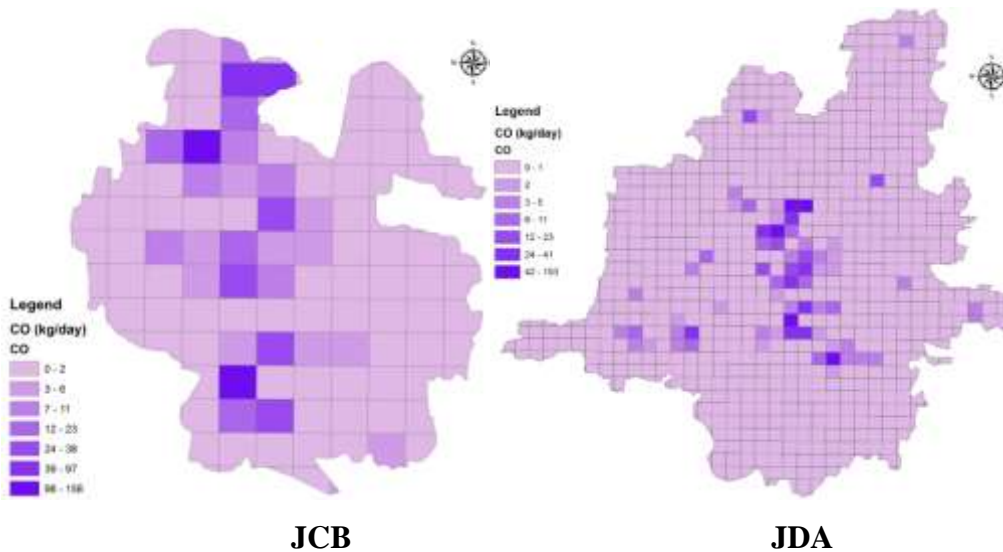 Legend
CO (kg/day)
CO
0 - 2
3 - 6
7 - 11
12 - 23
24 - 38
39 - 97
98 - 158
Legend
CO (kg/day)
CO
0 - 1
2
3 - 5
6 - 11
12 - 23
24 - 41
JCB
JDA